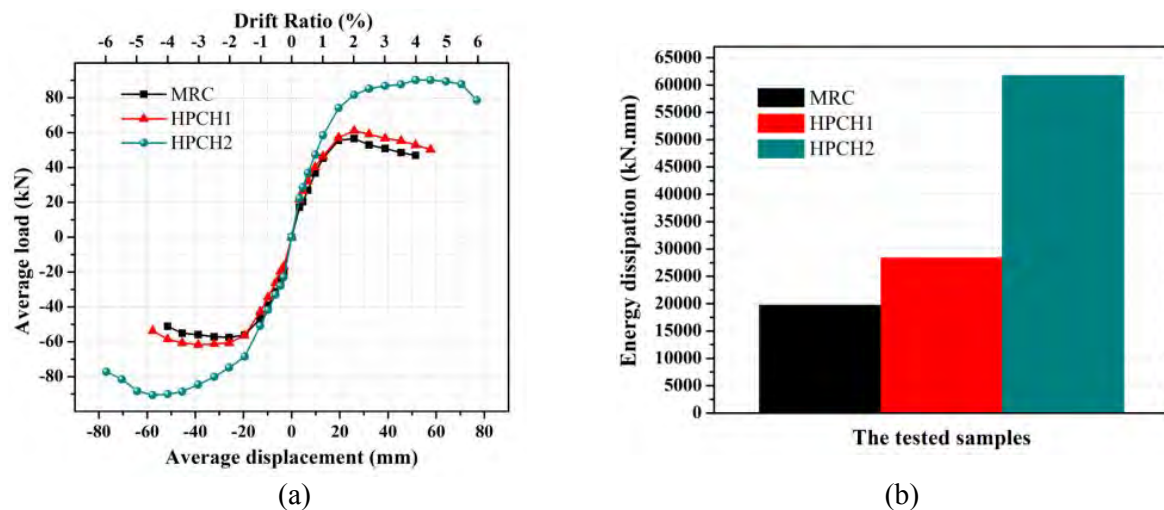 Drift Ratio (%)
-6 -5 -4 -3 -2 -1 0 1 2 3 4 5 6
Average load (kN)
80
60
40
20
0
-20
-40
-60
-80
MRC
HPCH1
HPCH2
-80 -60 -40 -20 0 20 40 60 80
Average displacement (mm)
(a)
Energy dissipation (kN.mm)
65000
60000
55000
50000
45000
40000
35000
30000
25000
20000
15000
10000
5000
0
MRC
HPCH1
HPCH2
The tested samples
(b)